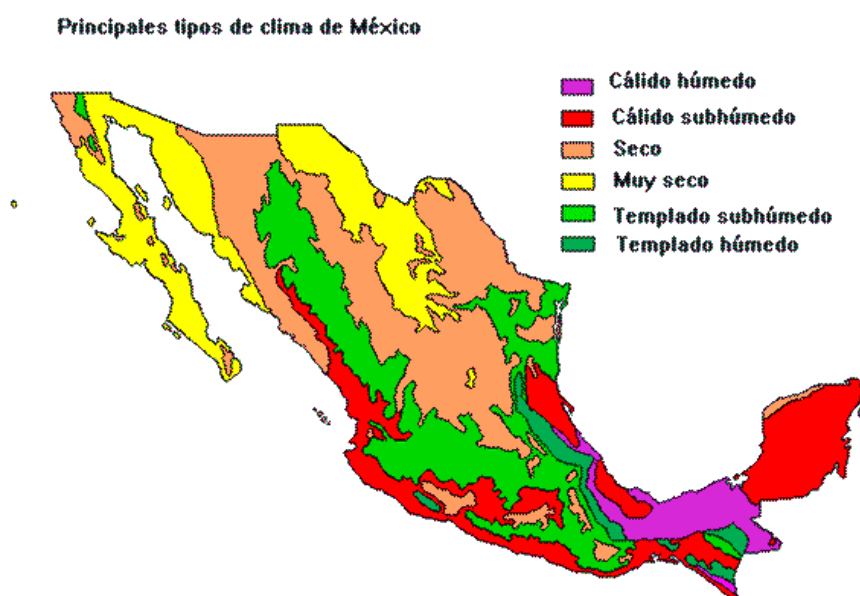 Principales tipos de clima de México
Cálido húmedo
Cálido subhúmedo
Seco
Muy seco
Templado subhúmedo
Templado húmedo